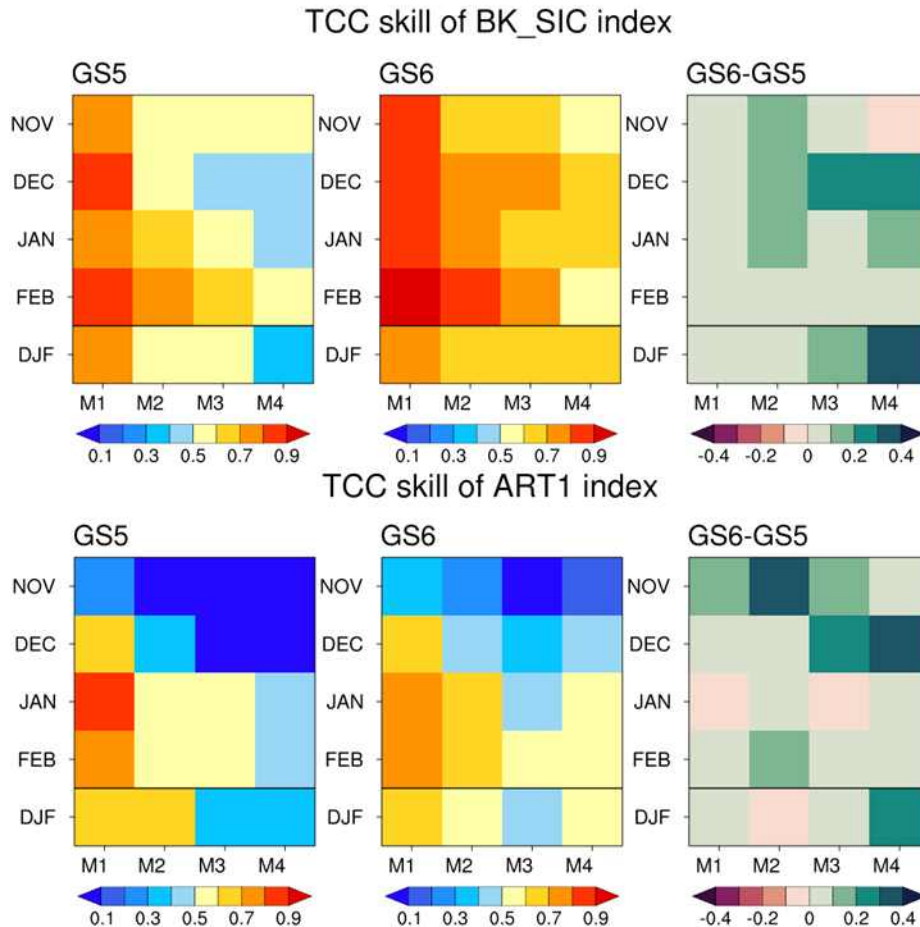 TCC skill of BK_SIC index
GS5 GS6 GS6-GS5
NOV NOV NOV
DEC DEC DEC
JAN JAN JAN
FEB FEB FEB
DJF DJF DJF
M1 M2 M3 M4 M1 M2 M3 M4 M1 M2 M3 M4
0.1 0.3 0.5 0.7 0.9 0.1 0.3 0.5 0.7 0.9 -0.4 -0.2 0 0.2 0.4
TCC skill of ART1 index
GS5 GS6 GS6-GS5
NOV NOV NOV
DEC DEC DEC
JAN JAN JAN
FEB FEB FEB
DJF DJF DJF
M1 M2 M3 M4 M1 M2 M3 M4 M1 M2 M3 M4
0.1 0.3 0.5 0.7 0.9 0.1 0.3 0.5 0.7 0.9 -0.4 -0.2 0 0.2 0.4